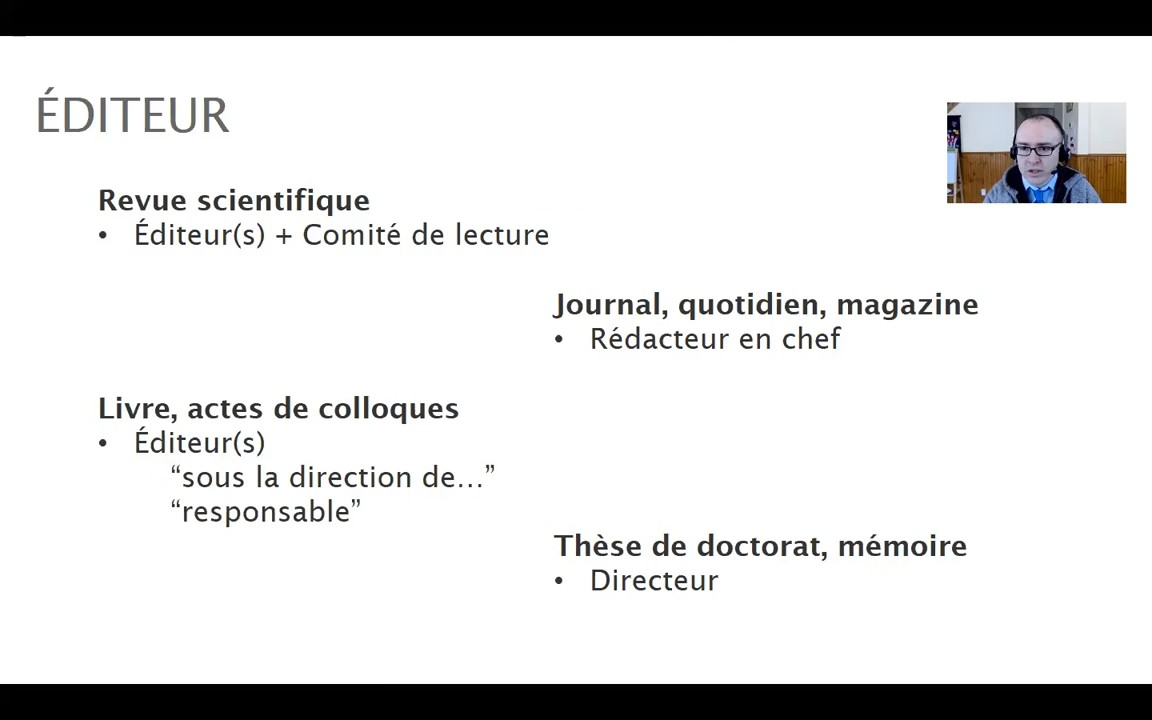 ÉDITEUR
Revue scientifique
• Éditeur(s) + Comité de lecture
Journal, quotidien, magazine
• Rédacteur en chef
Livre, actes de colloques
• Éditeur(s)
“sous la direction de…”
“responsable”
Thèse de doctorat, mémoire
• Directeur